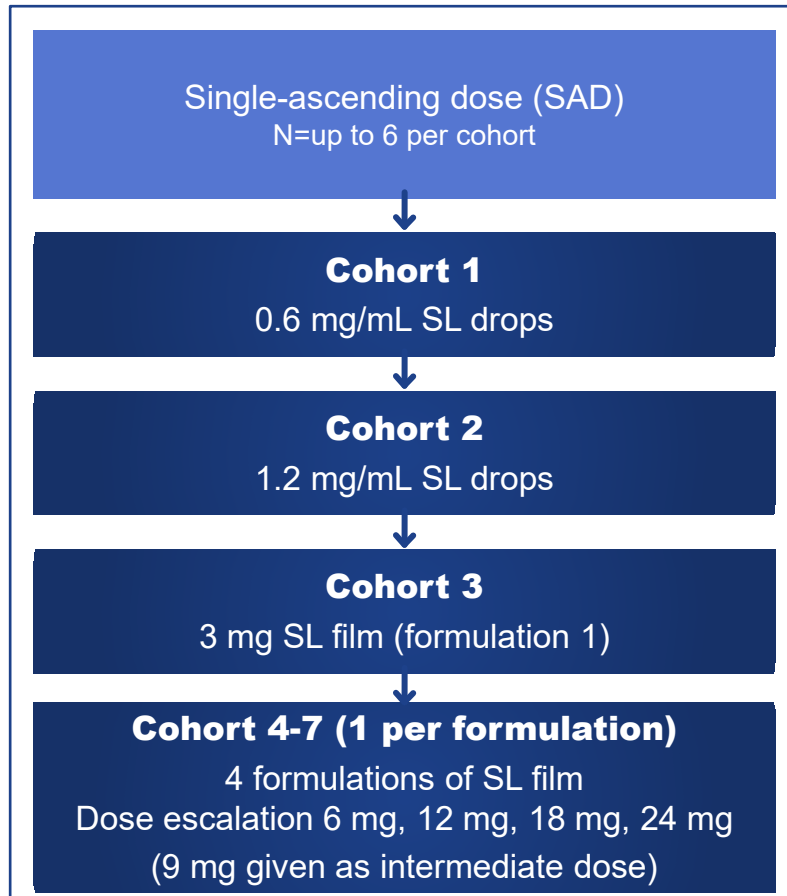 Single-ascending dose (SAD)
N=up to 6 per cohort
Cohort 1
0.6 mg/mL SL drops
Cohort 2
1.2 mg/mL SL drops
Cohort 3
3 mg SL film (formulation 1)
Cohort 4-7 (1 per formulation)
4 formulations of SL film
Dose escalation 6 mg, 12 mg, 18 mg, 24 mg
(9 mg given as intermediate dose)